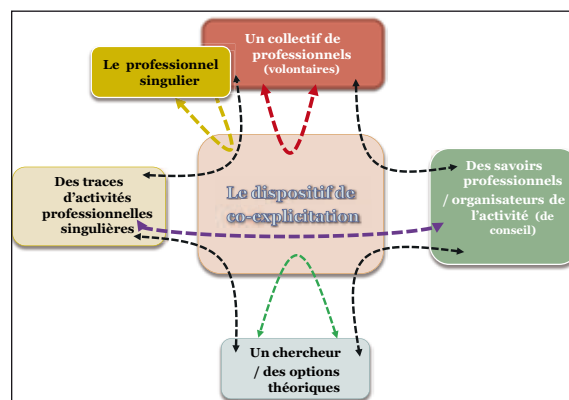 Un collectif de
professionnels
(volontaires)
Le professionnel
singulier
Des traces
d'activités
professionnelles
singulières
Le dispositif de
co-explicitation
Des savoirs
professionnels
/ organisateurs de
l'activité (de
conseil)
Un chercheur
/ des options
théoriques